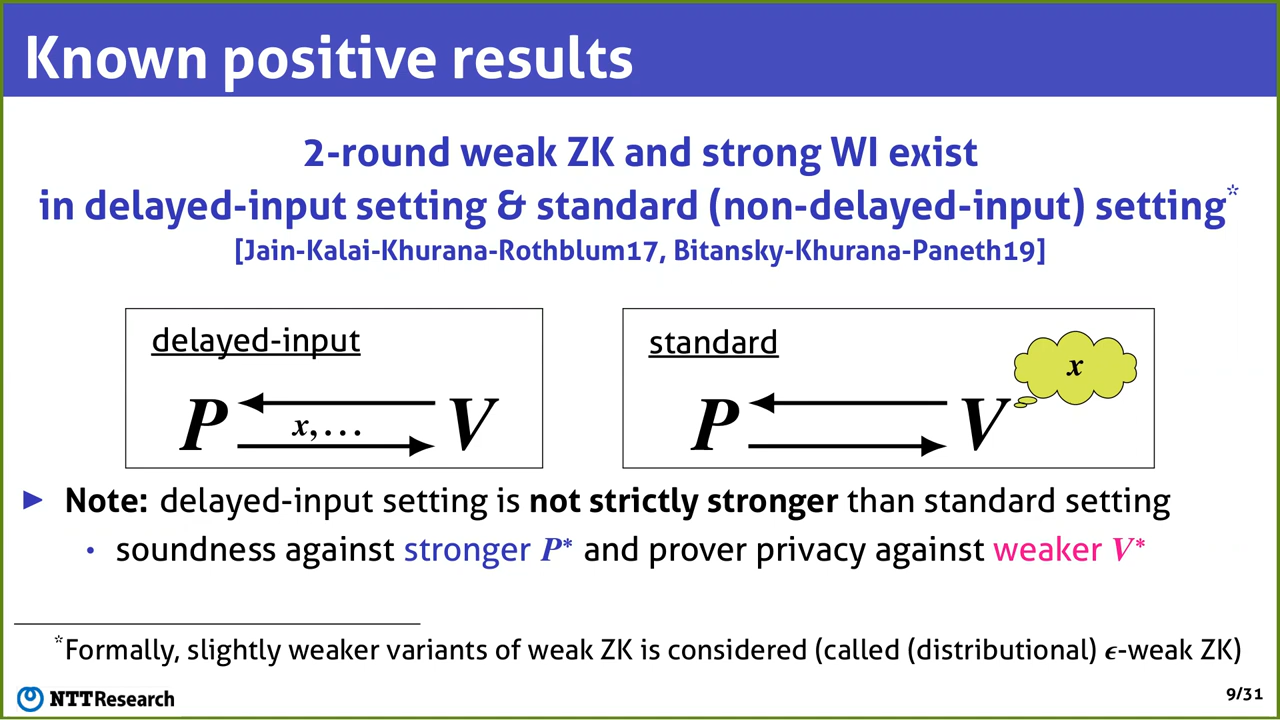 Known positive results
2-round weak ZK and strong WI exist
in delayed-input setting & standard (non-delayed-input) setting*
[Jain-Kalai-Khurana-Rothblum17, Bitansky-Khurana-Paneth19]
delayed-input
P
x, ...
V
standard
P
V
x
▶ Note: delayed-input setting is not strictly stronger than standard setting
• soundness against stronger P* and prover privacy against weaker V*
*Formally, slightly weaker variants of weak ZK is considered (called (distributional) ϵ-weak ZK)
NTTResearch
9/31